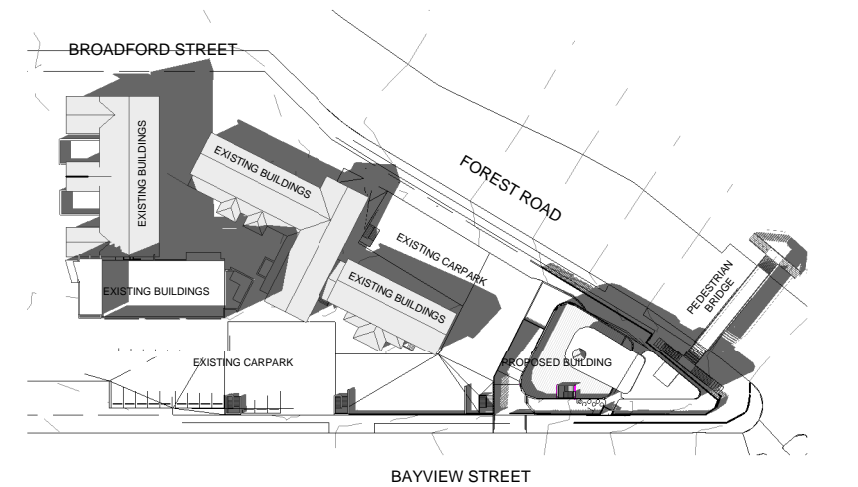 BROADFORD STREET
EXISTING BUILDINGS
EXISTING BUILDINGS
FOREST ROAD
EXISTING CARPARK
PEDESTRIAN
BRIDGE
EXISTING BUILDINGS
EXISTING BUILDINGS
EXISTING CARPARK
PROPOSED BUILDING
BAYVIEW STREET